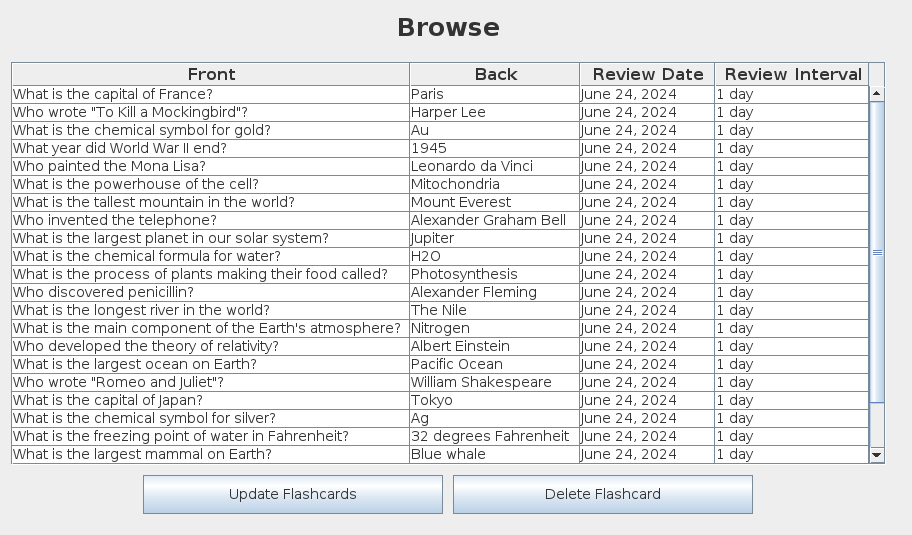 Browse
Front Back Review Date Review Interval
What is the capital of France? Paris June 24, 2024 1 day
Who wrote "To Kill a Mockingbird"? Harper Lee June 24, 2024 1 day
What is the chemical symbol for gold? Au June 24, 2024 1 day
What year did World War II end? 1945 June 24, 2024 1 day
Who painted the Mona Lisa? Leonardo da Vinci June 24, 2024 1 day
What is the powerhouse of the cell? Mitochondria June 24, 2024 1 day
What is the tallest mountain in the world? Mount Everest June 24, 2024 1 day
Who invented the telephone? Alexander Graham Bell June 24, 2024 1 day
What is the largest planet in our solar system? Jupiter June 24, 2024 1 day
What is the chemical formula for water? H2O June 24, 2024 1 day
What is the process of plants making their food called? Photosynthesis June 24, 2024 1 day
Who discovered penicillin? Alexander Fleming June 24, 2024 1 day
What is the longest river in the world? The Nile June 24, 2024 1 day
What is the main component of the Earth's atmosphere? Nitrogen June 24, 2024 1 day
Who developed the theory of relativity? Albert Einstein June 24, 2024 1 day
What is the largest ocean on Earth? Pacific Ocean June 24, 2024 1 day
Who wrote "Romeo and Juliet"? William Shakespeare June 24, 2024 1 day
What is the capital of Japan? Tokyo June 24, 2024 1 day
What is the chemical symbol for silver? Ag June 24, 2024 1 day
What is the freezing point of water in Fahrenheit? 32 degrees Fahrenheit June 24, 2024 1 day
What is the largest mammal on Earth? Blue whale June 24, 2024 1 day
Update Flashcards Delete Flashcard